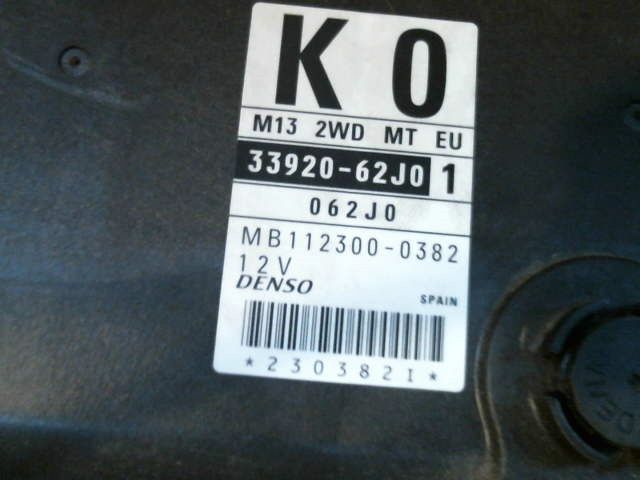 K 0
M13 2WD MT EU
33920-62J0 1
062J0
MB112300-0382
12V
DENSO
SPAIN
*230382I*